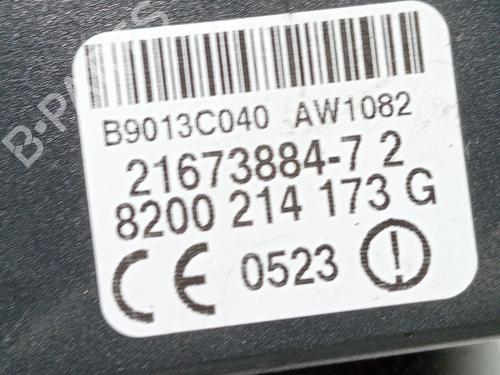 B-PARTS
B9013C040 AW1082
21673884-7 2
8200 214 173 G
CE 0523 !